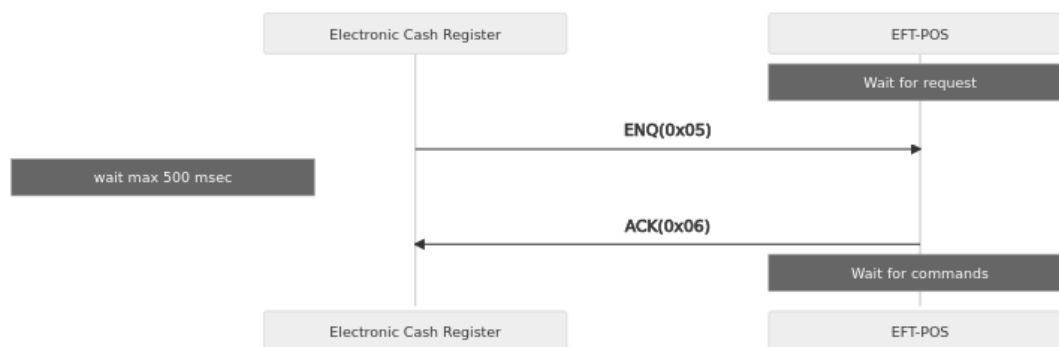 Electronic Cash Register
EFT-POS
Wait for request
ENQ(0x05)
wait max 500 msec
ACK(0x06)
Wait for commands
Electronic Cash Register
EFT-POS